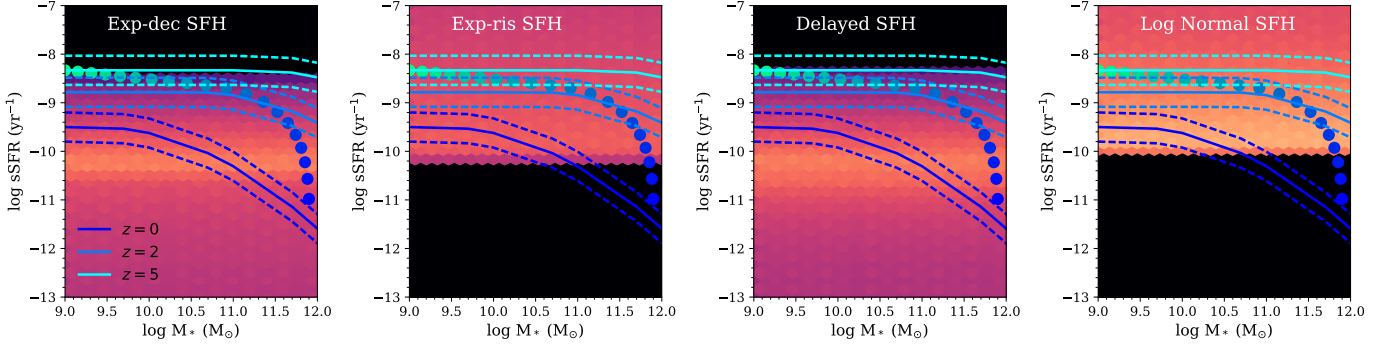 Exp-dec SFH
log sSFR (yr⁻¹)
−7
−8
−9
−10
−11
−12
−13
z = 0
z = 2
z = 5
9.0 9.5 10.0 10.5 11.0 11.5 12.0
log M* (M⊙)
Exp-ris SFH
log sSFR (yr⁻¹)
−7
−8
−9
−10
−11
−12
−13
9.0 9.5 10.0 10.5 11.0 11.5 12.0
log M* (M⊙)
Delayed SFH
log sSFR (yr⁻¹)
−7
−8
−9
−10
−11
−12
−13
9.0 9.5 10.0 10.5 11.0 11.5 12.0
log M* (M⊙)
Log Normal SFH
log sSFR (yr⁻¹)
−7
−8
−9
−10
−11
−12
−13
9.0 9.5 10.0 10.5 11.0 11.5 12.0
log M* (M⊙)